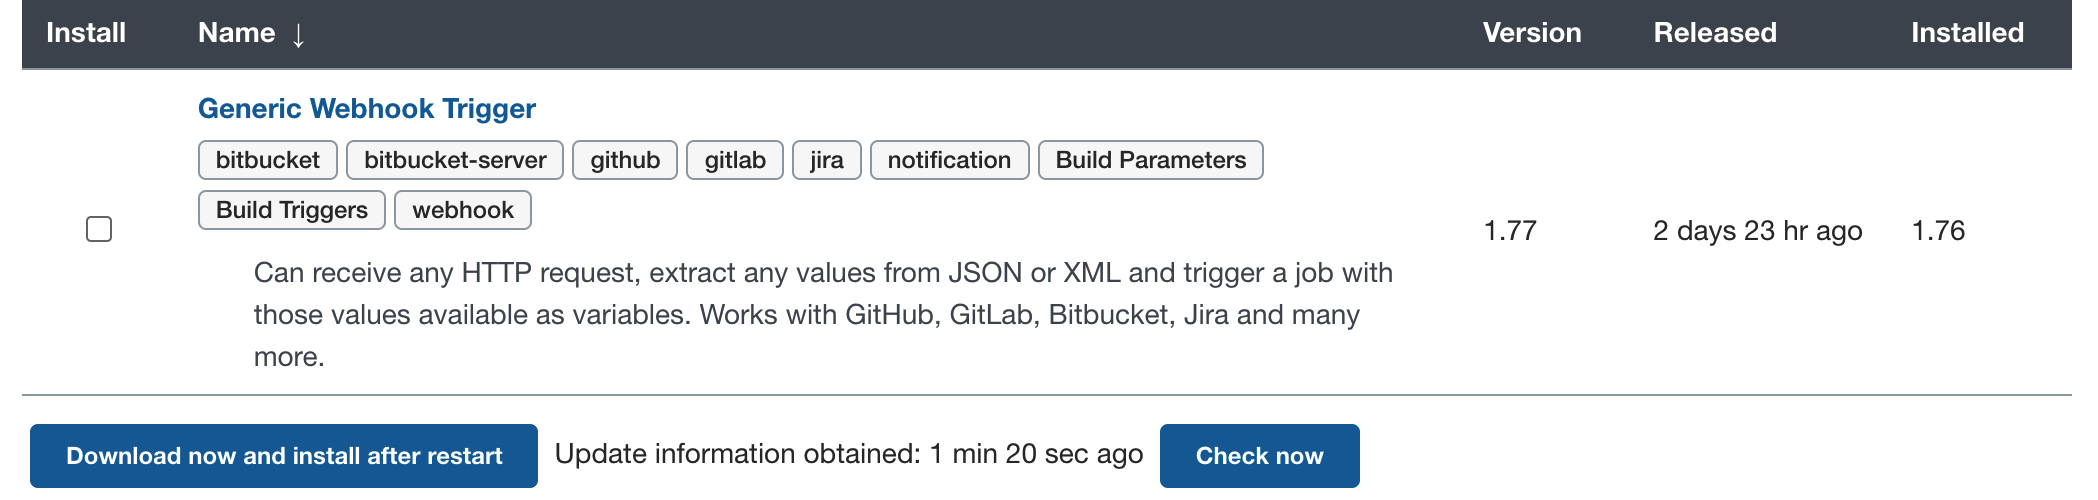 Install Name ↓ Version Released Installed
Generic Webhook Trigger
bitbucket bitbucket-server github gitlab jira notification Build Parameters
Build Triggers webhook
1.77 2 days 23 hr ago 1.76
Can receive any HTTP request, extract any values from JSON or XML and trigger a job with
those values available as variables. Works with GitHub, GitLab, Bitbucket, Jira and many
more.
Download now and install after restart Update information obtained: 1 min 20 sec ago Check now